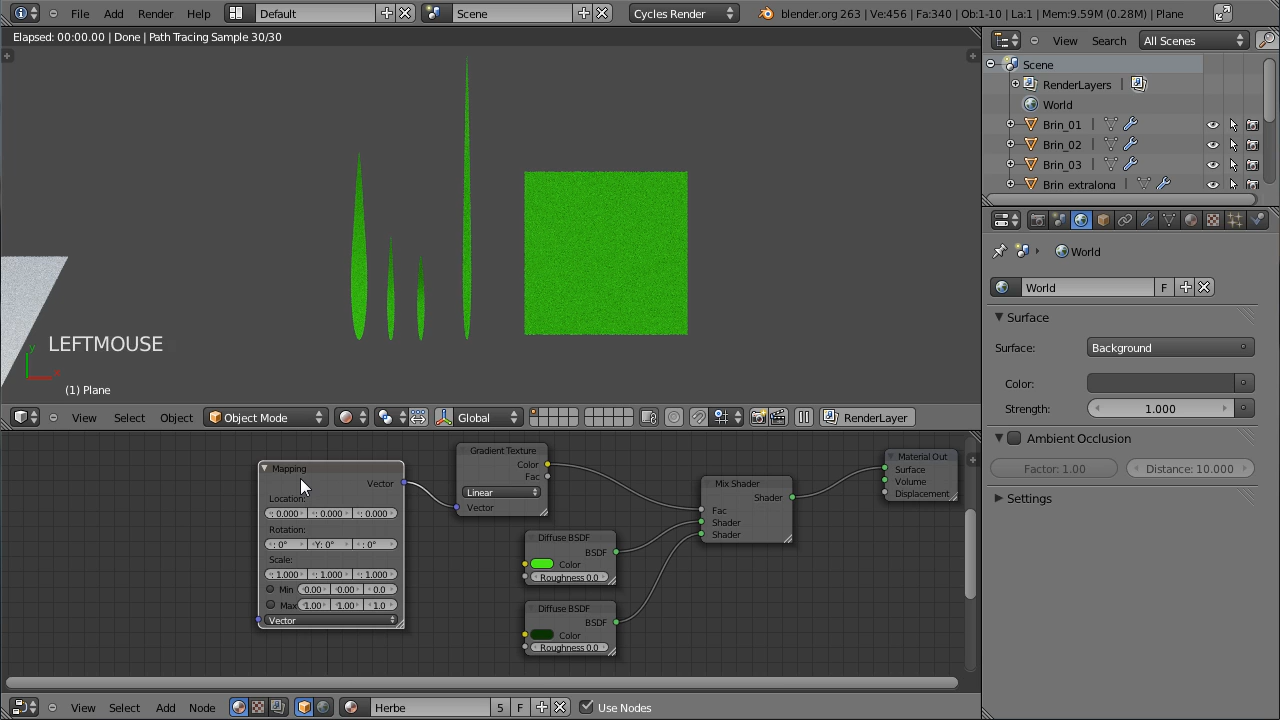 File Add Render Help Default Scene Cycles Render blender.org 263 | Ve:456 | Fa:340 | Ob:1-10 | La:1 | Mem:9.59M (0.28M) | Plane
Elapsed: 00:00.00 | Done | Path Tracing Sample 30/30
View Search All Scenes
Scene
RenderLayers |
World
Brin_01 |
Brin_02 |
Brin_03 |
Brin extralong |
World
World F
Surface
Surface: Background
Color:
Strength: 1.000
Ambient Occlusion
Factor: 1.00 Distance: 10.000
Settings
LEFTMOUSE
y
x
(1) Plane
View Select Object Object Mode Global RenderLayer
Mapping
Vector
Location:
: 0.000 : 0.000 : 0.000
Rotation:
: 0° Y: 0° : 0°
Scale:
: 1.000 : 1.000 : 1.000
Min 0.00 0.00 0.0
Max 1.00 1.00 1.0
Vector
Gradient Texture
Color
Fac
Linear
Vector
Diffuse BSDF
BSDF
Color
Roughness 0.0
Diffuse BSDF
BSDF
Color
Roughness 0.0
Mix Shader
Shader
Fac
Shader
Shader
Material Out
Surface
Volume
Displacement
View Select Add Node Herbe 5 F Use Nodes